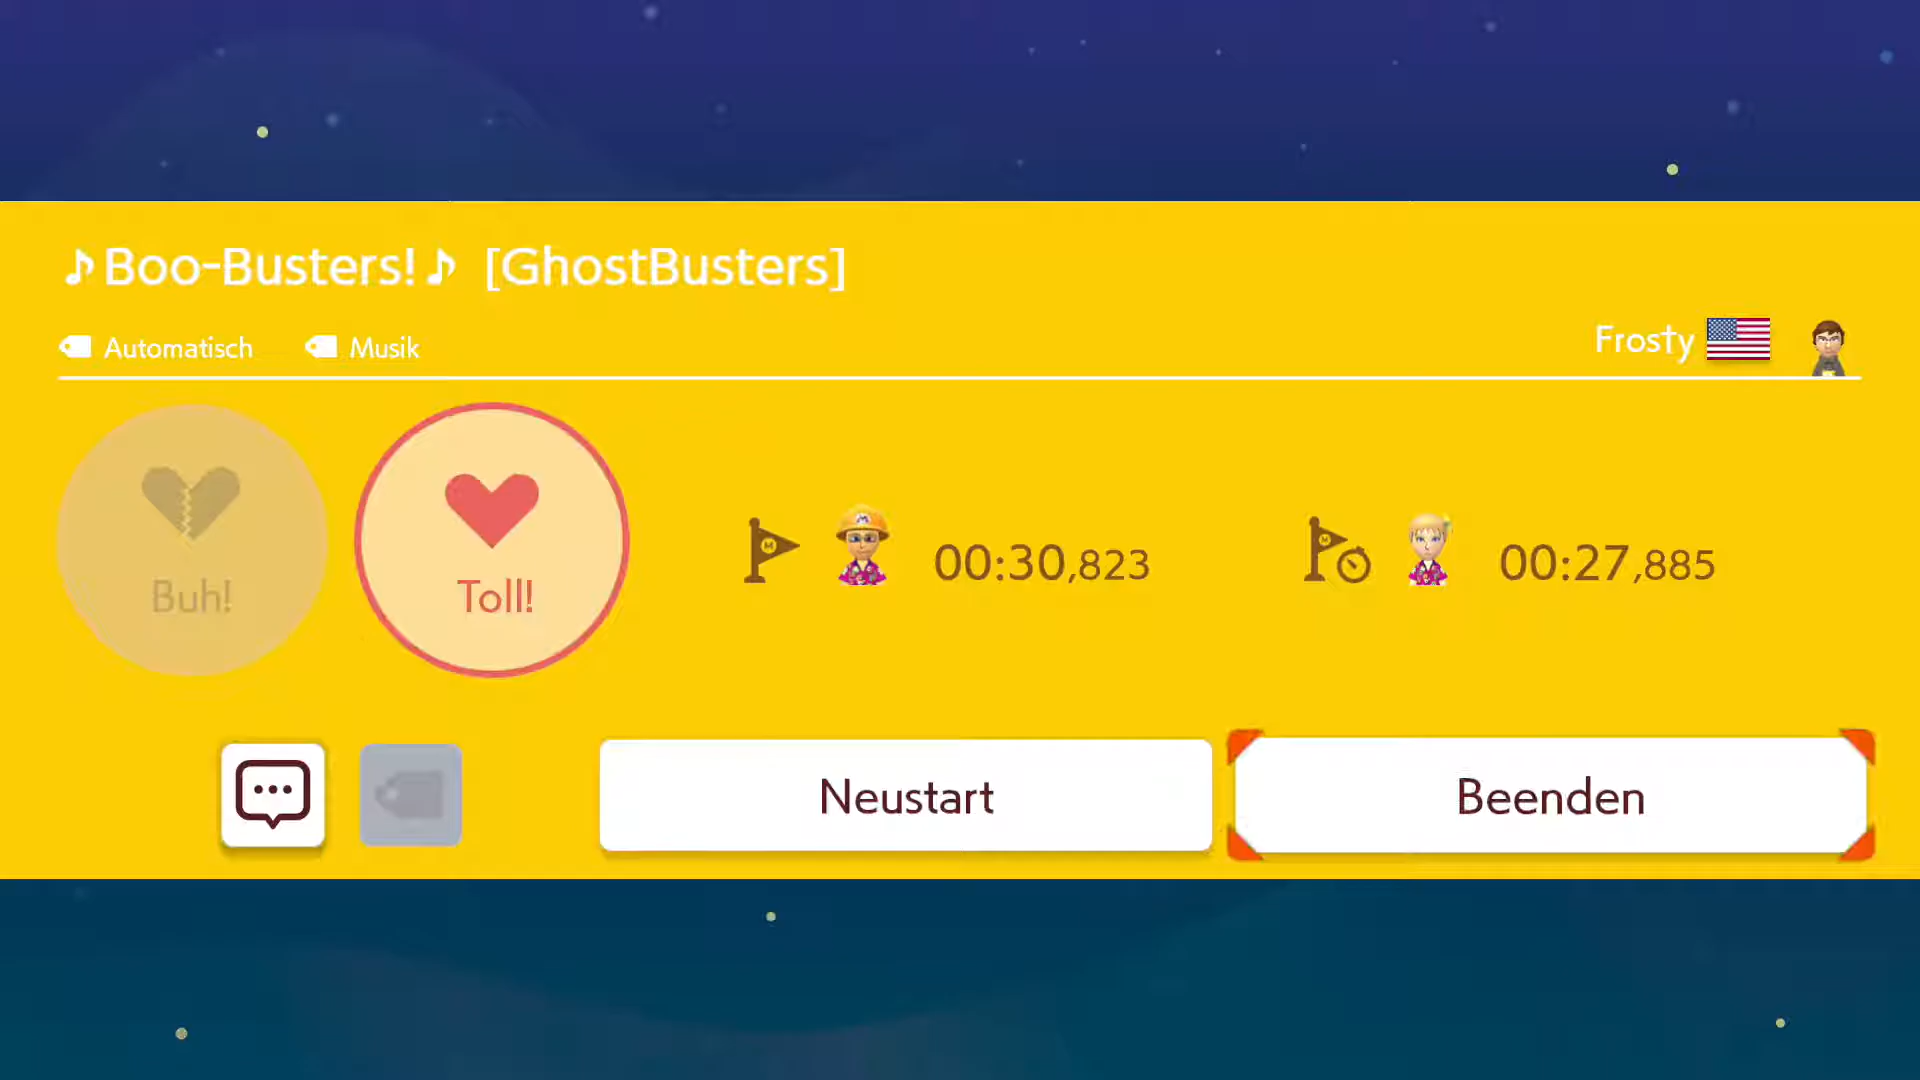 ♪Boo-Busters!♪ [GhostBusters]
Automatisch Musik
Frosty
Buh!
Toll!
00:30,823
00:27,885
Neustart
Beenden